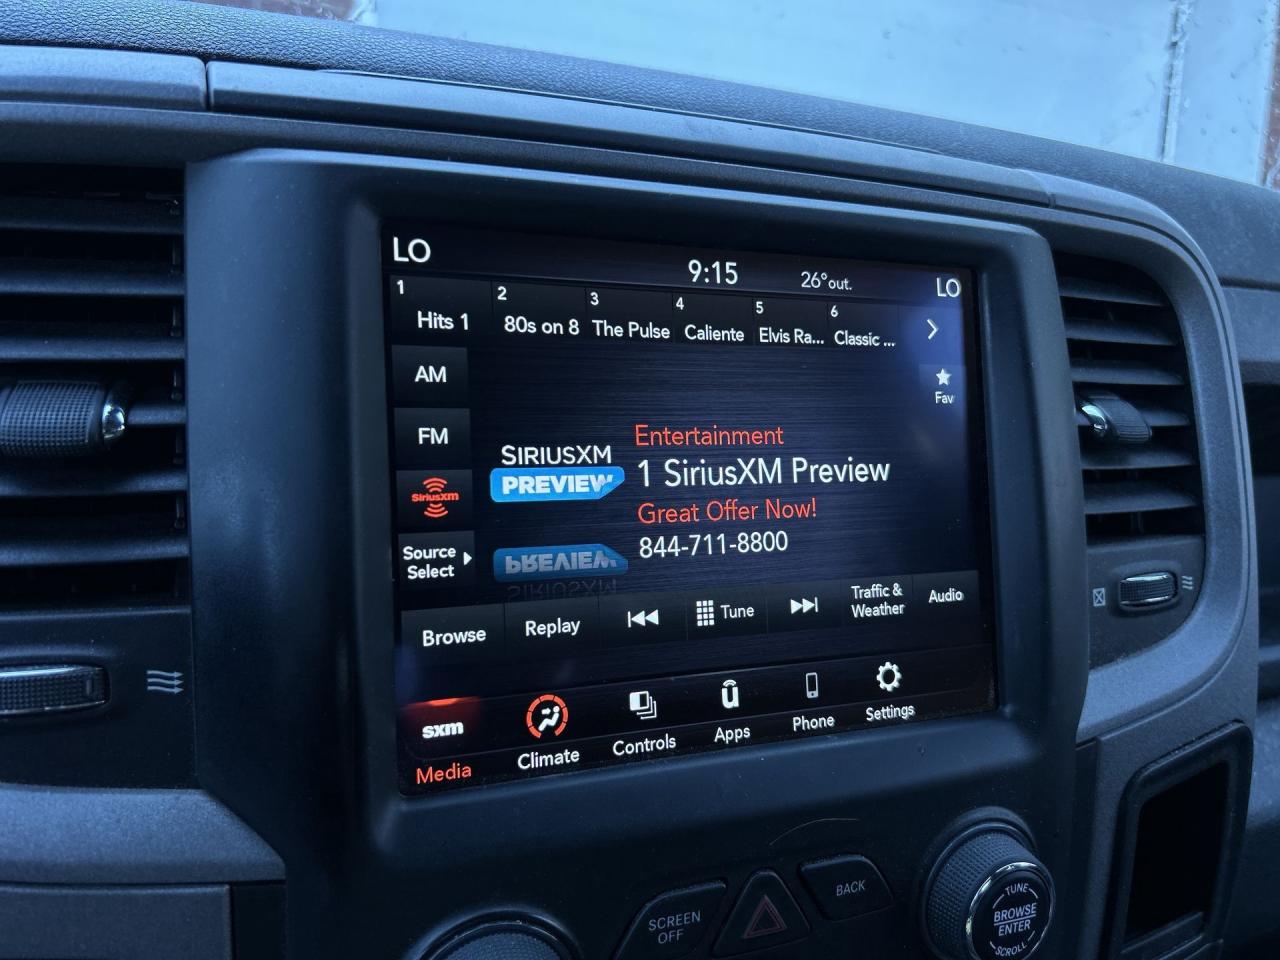 LO
9:15
26°out.
LO
1
Hits 1
2
80s on 8
3
The Pulse
4
Caliente
5
Elvis Ra...
6
Classic ...
AM
FM
SiriusXM
Source
Select
Fav
SIRIUSXM
PREVIEW
Entertainment
1 SiriusXM Preview
Great Offer Now!
844-711-8800
PREVIEW
SIRIUSXM
Browse
Replay
Tune
Traffic &
Weather
Audio
sxm
Media
Climate
Controls
Apps
Phone
Settings
SCREEN
OFF
BACK
TUNE
BROWSE
ENTER
SCROLL